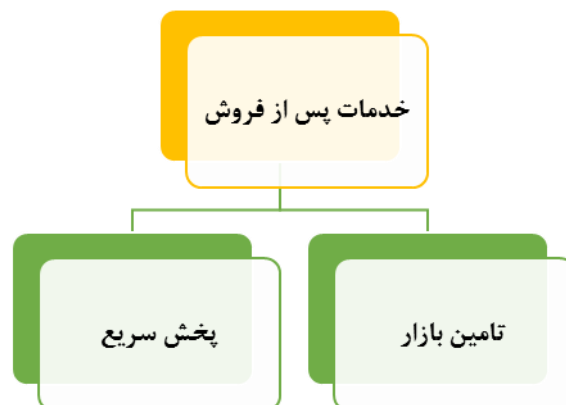 خدمات پس از فروش
تامین بازار
پخش سریع